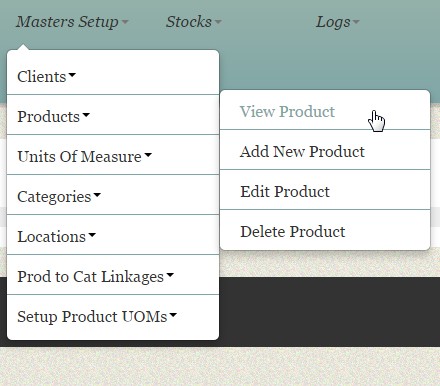 Masters Setup Stocks Logs
Clients
Products
Units Of Measure
Categories
Locations
Prod to Cat Linkages
Setup Product UOMs
View Product
Add New Product
Edit Product
Delete Product